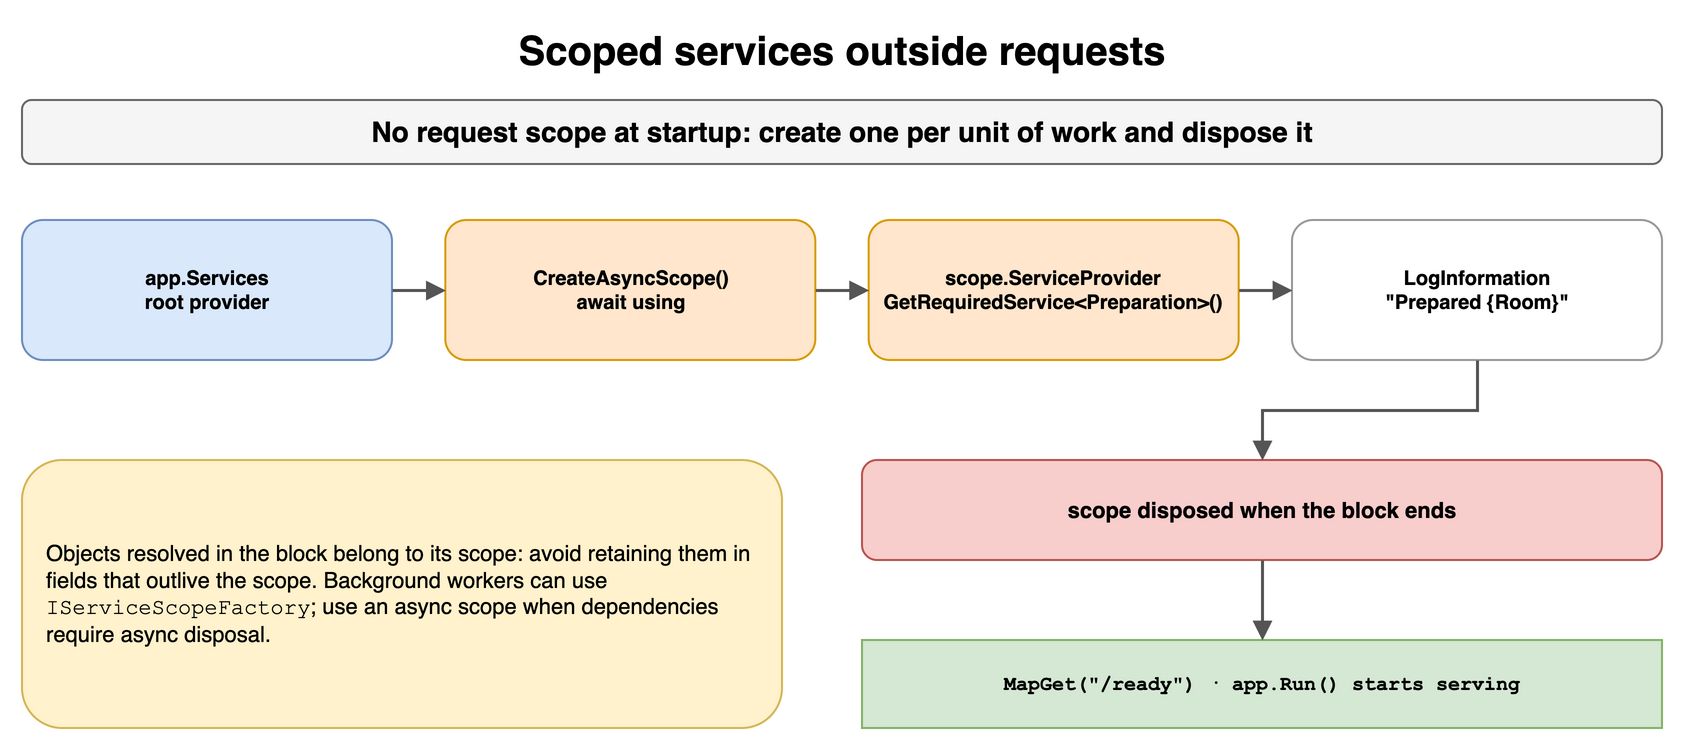 Scoped services outside requests
No request scope at startup: create one per unit of work and dispose it
app.Services
root provider
CreateAsyncScope()
await using
scope.ServiceProvider
GetRequiredService<Preparation>()
LogInformation
"Prepared {Room}"
scope disposed when the block ends
Objects resolved in the block belong to its scope: avoid retaining them in
fields that outlive the scope. Background workers can use
IServiceScopeFactory; use an async scope when dependencies
require async disposal.
MapGet("/ready") · app.Run() starts serving